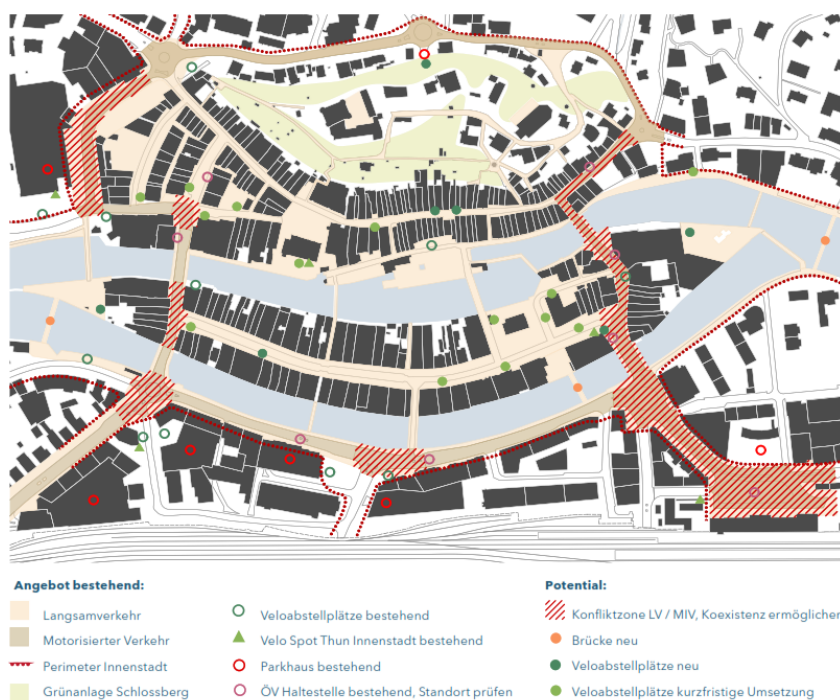 Angebot bestehend:
Langsamverkehr
Motorisierter Verkehr
Perimeter Innenstadt
Grünanlage Schlossberg
Veloabstellplätze bestehend
Velo Spot Thun Innenstadt bestehend
Parkhaus bestehend
ÖV Haltestelle bestehend, Standort prüfen
Potential:
Konfliktzone LV / MIV, Koexistenz ermöglichen
Brücke neu
Veloabstellplätze neu
Veloabstellplätze kurzfristige Umsetzung